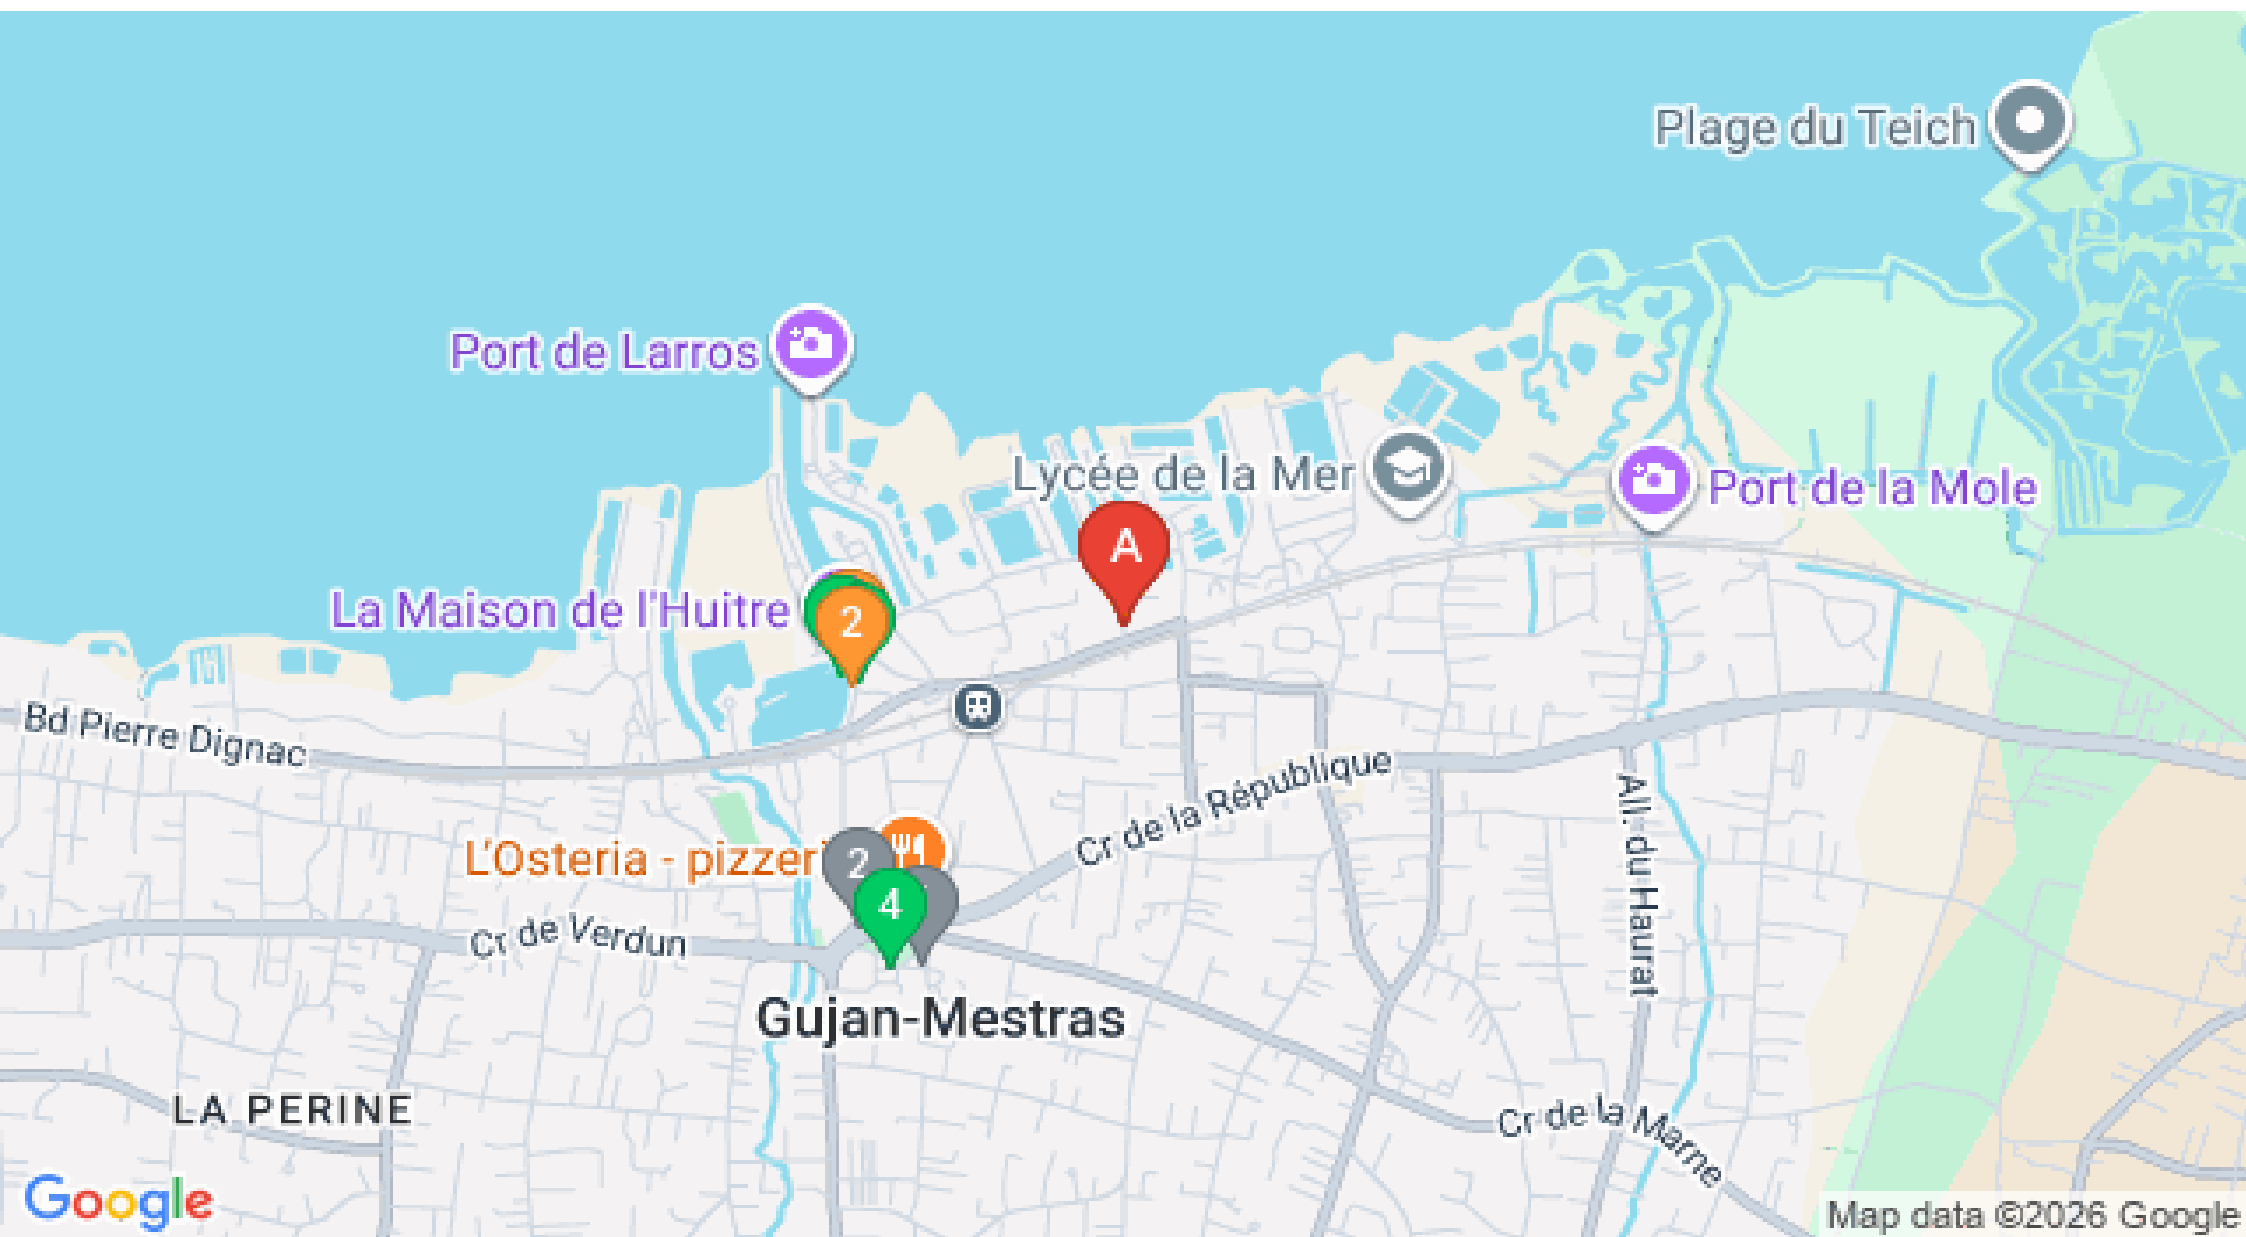 Plage du Teich
Port de Larros
Lycée de la Mer
Port de la Mole
A
La Maison de l'Huitre
2
Bd Pierre Dignac
Cr de la République
All. du Haurat
L'Osteria - pizzeri
2
4
Cr de Verdun
Gujan-Mestras
LA PERINE
Cr de la Marne
Google
Map data ©2026 Google